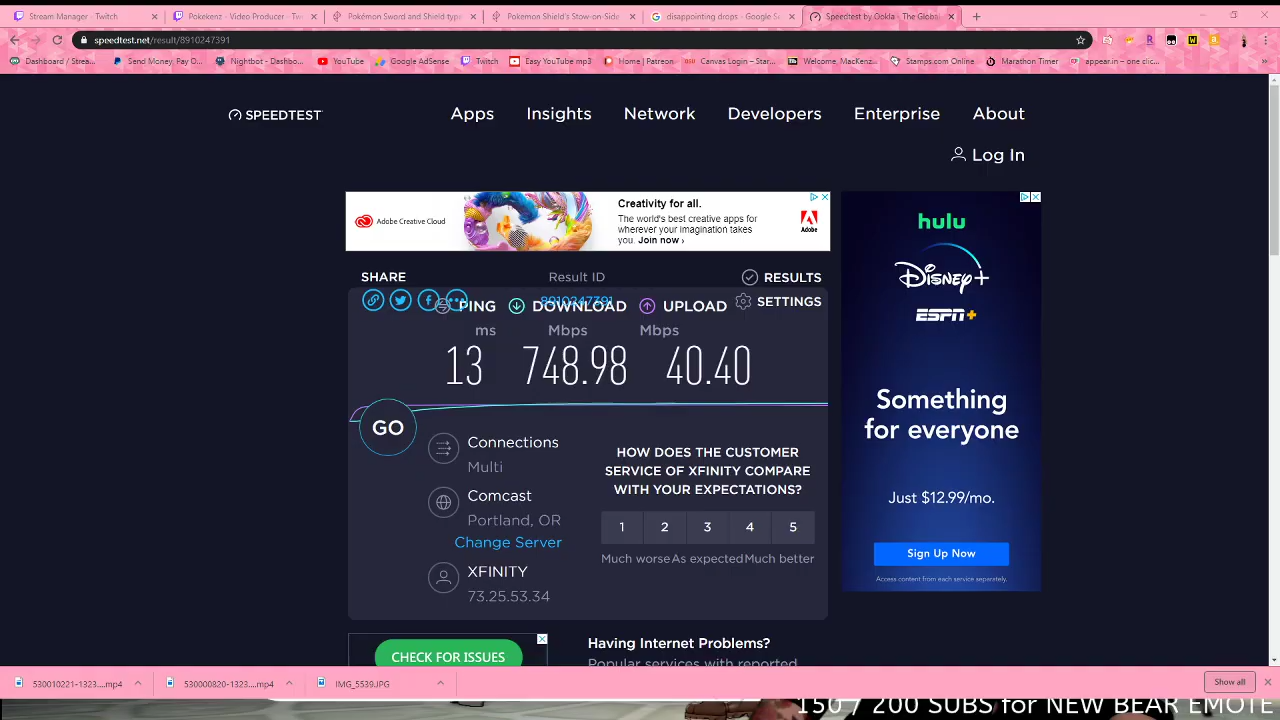 Stream Manager - Twitch
Pokekenz - Video Producer - Tw
Pokémon Sword and Shield type
Pokemon Shield's Stow-on-Side
disappointing drops - Google Se
Speedtest by Ookla - The Global
speedtest.net/result/8910247391
Dashboard / Strea...
Send Money, Pay O...
Nightbot - Dashbo...
YouTube
Google AdSense
Twitch
Easy YouTube mp3
Home | Patreon
Canvas Login – Star...
Welcome, MacKenz...
Stamps.com Online
Marathon Timer
appear.in – one clic...
SPEEDTEST
Apps
Insights
Network
Developers
Enterprise
About
Log In
Adobe Creative Cloud
Creativity for all.
The world's best creative apps for
wherever your imagination takes
you. Join now ›
Adobe
hulu
Disney+
ESPN+
Something
for everyone
Just $12.99/mo.
Sign Up Now
Access content from each service separately.
SHARE
Result ID
8910247391
RESULTS
SETTINGS
PING
DOWNLOAD
UPLOAD
ms
Mbps
Mbps
13
748.98
40.40
GO
Connections
Multi
Comcast
Portland, OR
Change Server
XFINITY
73.25.53.34
HOW DOES THE CUSTOMER
SERVICE OF XFINITY COMPARE
WITH YOUR EXPECTATIONS?
1 2 3 4 5
Much worse As expected Much better
CHECK FOR ISSUES
Having Internet Problems?
Popular services with reported
530010221-1323....mp4
530000820-1323....mp4
IMG_5539.JPG
Show all
150 / 200 SUBS for NEW BEAR EMOTE